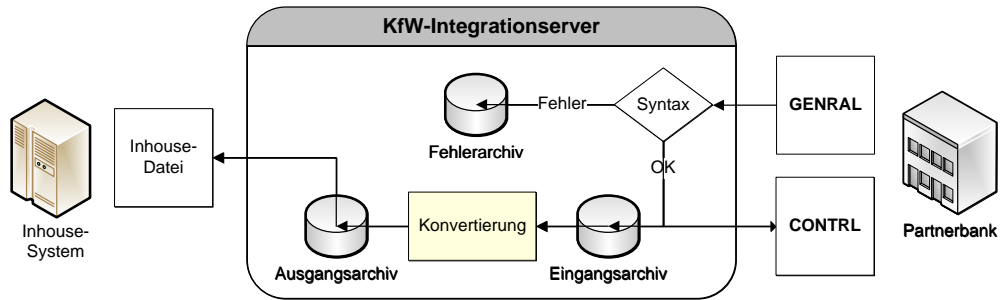 KfW-Integrationserver
Fehler
Syntax
GENRAL
Fehlerarchiv
Inhouse-
Datei
OK
Inhouse-
System
Ausgangsarchiv
Konvertierung
Eingangsarchiv
CONTRL
Partnerbank